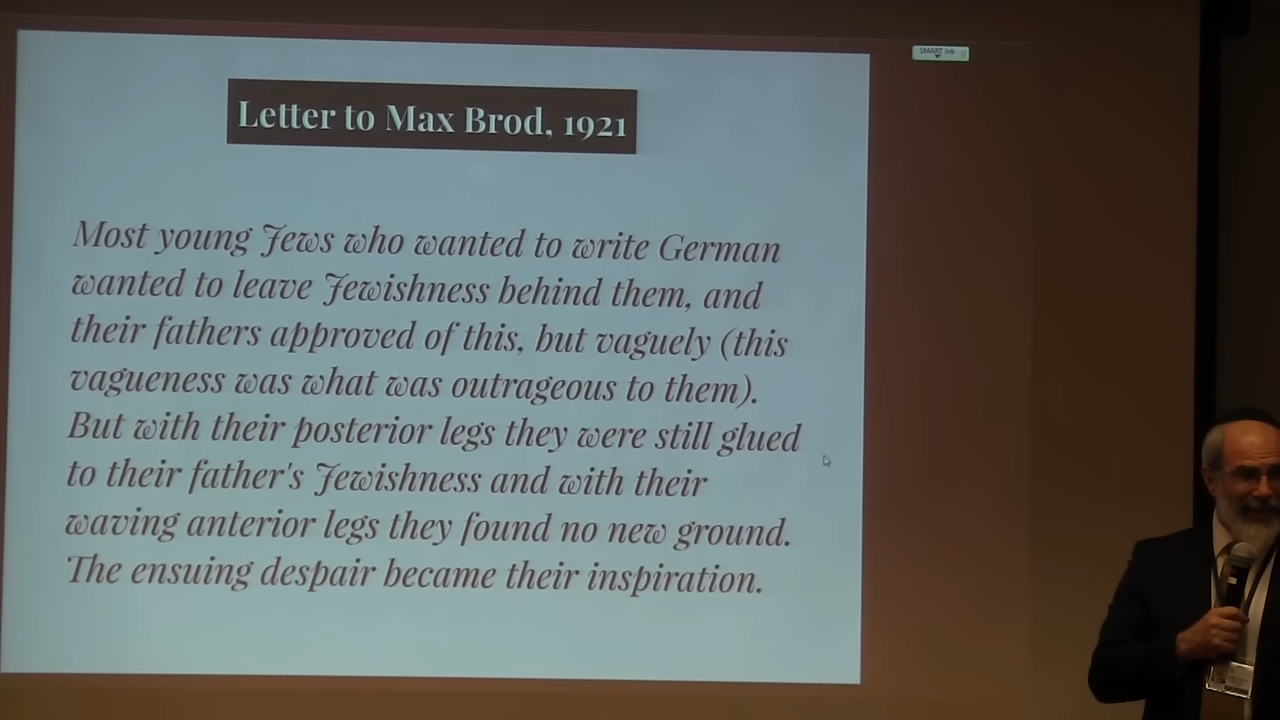 Letter to Max Brod, 1921
SMART Ink
Most young Jews who wanted to write German
wanted to leave Jewishness behind them, and
their fathers approved of this, but vaguely (this
vagueness was what was outrageous to them).
But with their posterior legs they were still glued
to their father's Jewishness and with their
waving anterior legs they found no new ground.
The ensuing despair became their inspiration.